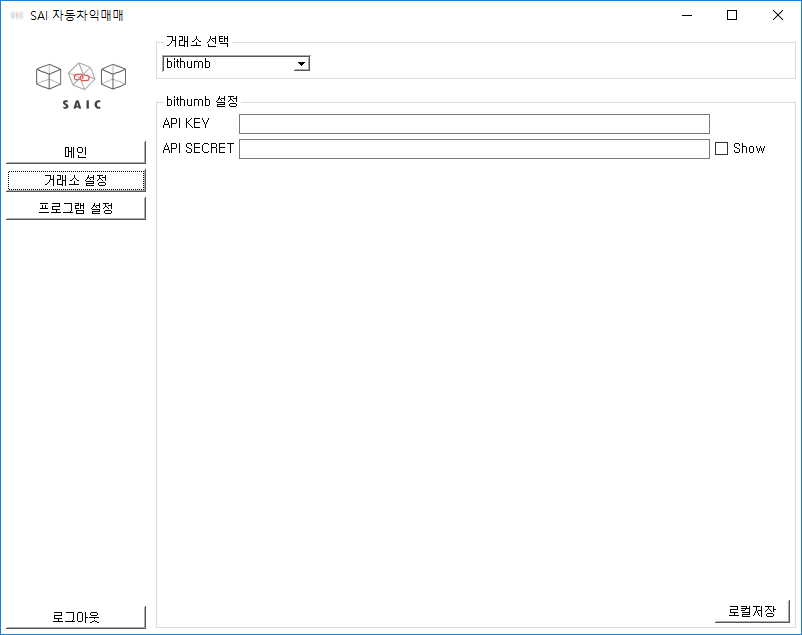 SAI 자동차익매매
SAIC
메인
거래소 설정
프로그램 설정
로그아웃
거래소 선택
bithumb
bithumb 설정
API KEY
API SECRET
Show
로컬저장